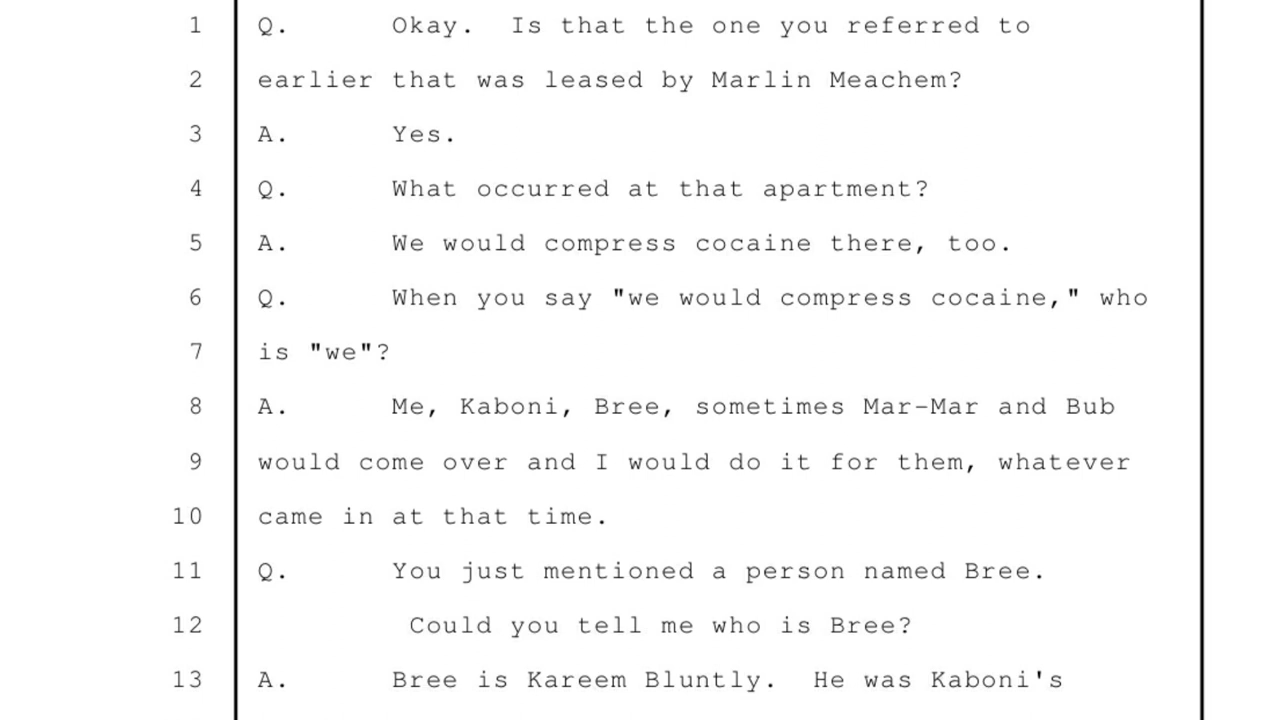 1 Q. Okay. Is that the one you referred to
2 earlier that was leased by Marlin Meachem?
3 A. Yes.
4 Q. What occurred at that apartment?
5 A. We would compress cocaine there, too.
6 Q. When you say "we would compress cocaine," who
7 is "we"?
8 A. Me, Kaboni, Bree, sometimes Mar-Mar and Bub
9 would come over and I would do it for them, whatever
10 came in at that time.
11 Q. You just mentioned a person named Bree.
12 Could you tell me who is Bree?
13 A. Bree is Kareem Bluntly. He was Kaboni's